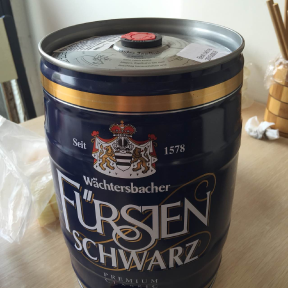 Seit 1578
Wächtersbacher
FÜRSTEN
SCHWARZ
PREMIUM